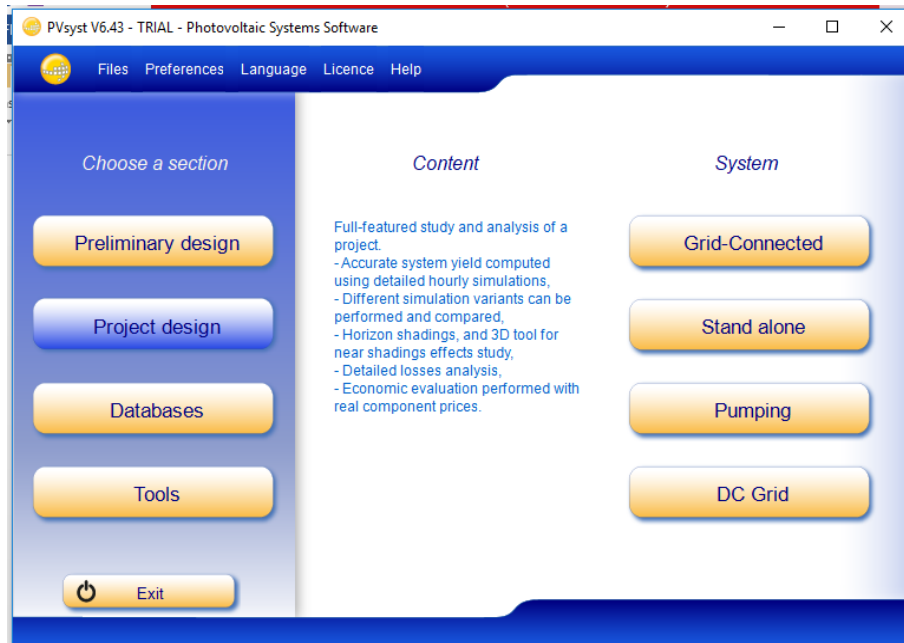 PVsyst V6.43 - TRIAL - Photovoltaic Systems Software
Files Preferences Language Licence Help
Choose a section
Preliminary design
Project design
Databases
Tools
Exit
Content
Full-featured study and analysis of a
project.
- Accurate system yield computed
using detailed hourly simulations,
- Different simulation variants can be
performed and compared,
- Horizon shadings, and 3D tool for
near shadings effects study,
- Detailed losses analysis,
- Economic evaluation performed with
real component prices.
System
Grid-Connected
Stand alone
Pumping
DC Grid